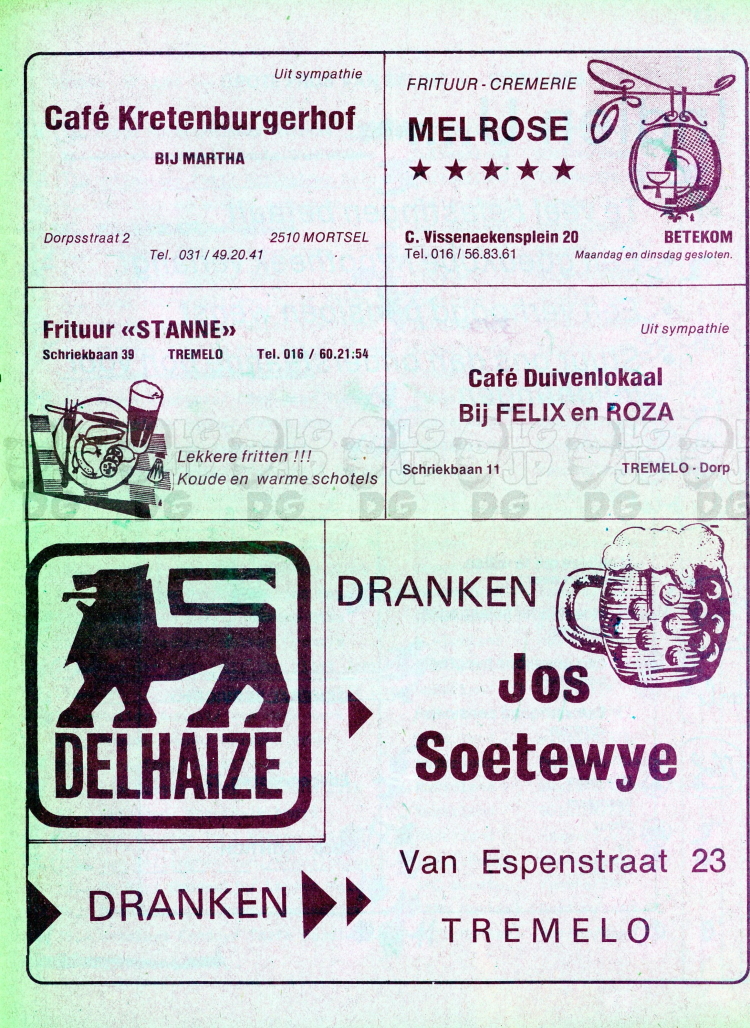 Uit sympathie
Café Kretenburgerhof
BIJ MARTHA
Dorpsstraat 2 2510 MORTSEL
Tel. 031 / 49.20.41
FRITUUR - CREMERIE
MELROSE
★ ★ ★ ★ ★
C. Vissenaekensplein 20 BETEKOM
Tel. 016 / 56.83.61 Maandag en dinsdag gesloten.
Frituur «STANNE»
Schriekbaan 39 TREMELO Tel. 016 / 60.21:54
Lekkere fritten !!!
Koude en warme schotels
Uit sympathie
Café Duivenlokaal
Bij FELIX en ROZA
Schriekbaan 11 TREMELO - Dorp
DELHAIZE
DRANKEN
DRANKEN
Jos
Soetewye
Van Espenstraat 23
TREMELO